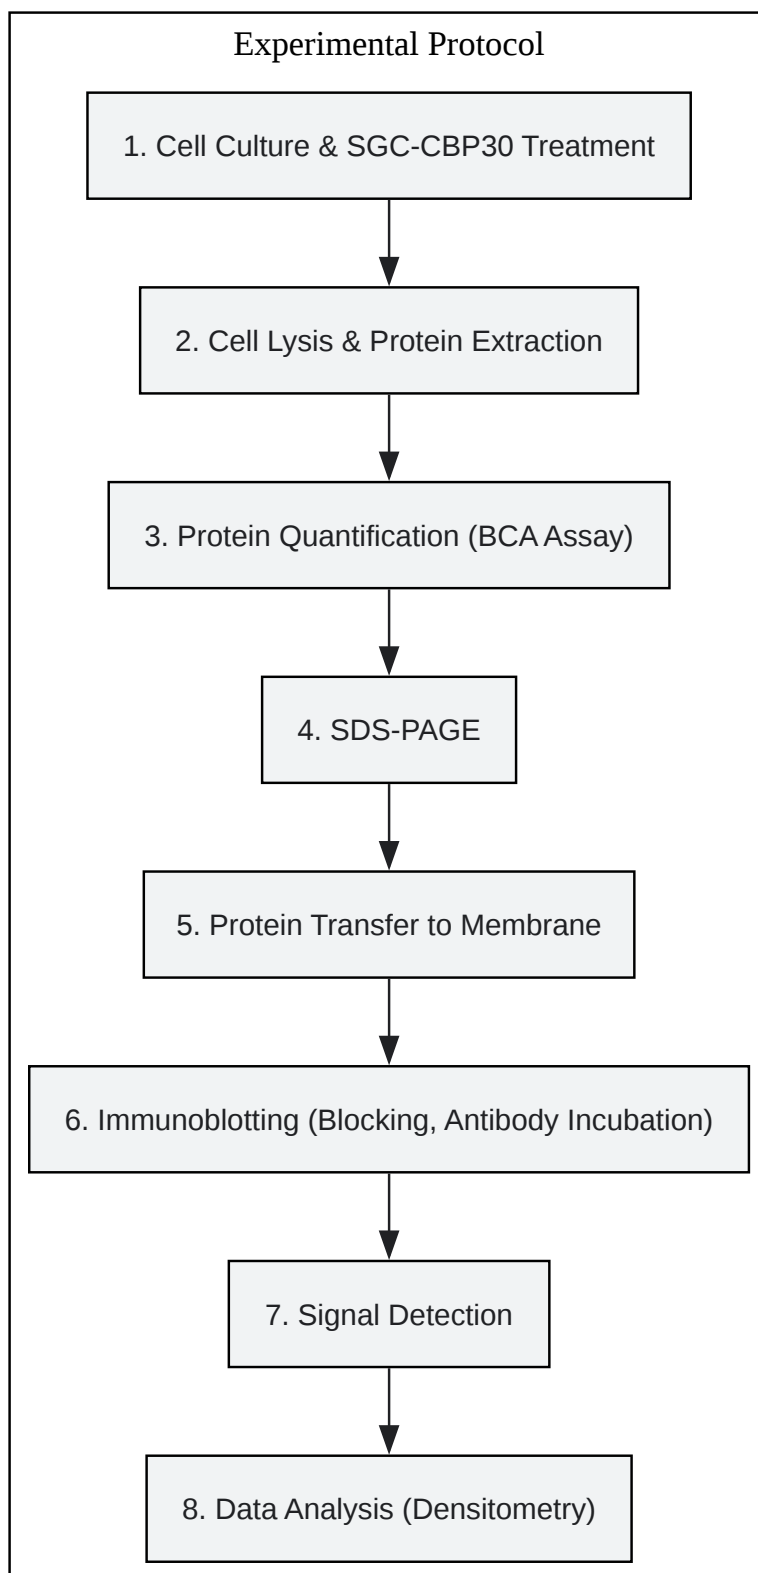 Experimental Protocol
1. Cell Culture & SGC-CBP30 Treatment
2. Cell Lysis & Protein Extraction
3. Protein Quantification (BCA Assay)
4. SDS-PAGE
5. Protein Transfer to Membrane
6. Immunoblotting (Blocking, Antibody Incubation)
7. Signal Detection
8. Data Analysis (Densitometry)